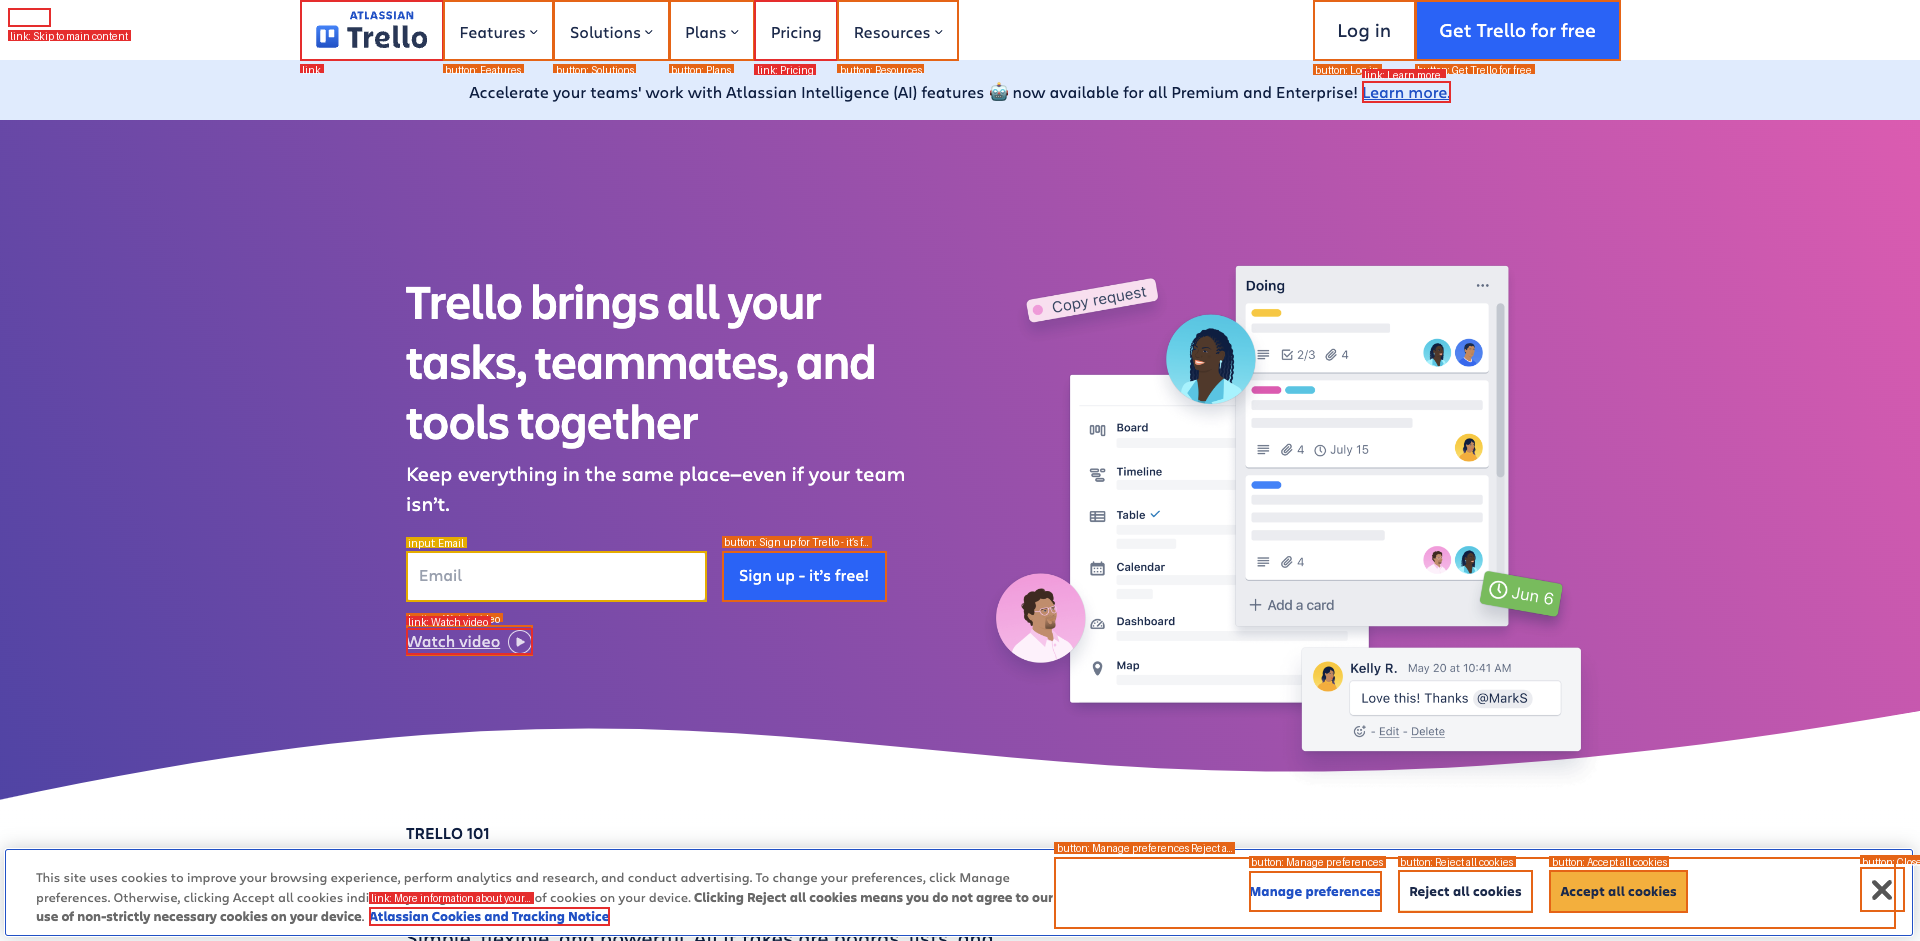 link: Skip to main content
ATLASSIAN
Trello
Features
Solutions
Plans
Pricing
Resources
Log in
Get Trello for free
link
button: Features
button: Solutions
button: Plans
link: Pricing
button: Resources
button: Log in
link: Learn more.
button: Get Trello for free
Accelerate your teams' work with Atlassian Intelligence (AI) features 🤖 now available for all Premium and Enterprise! Learn more.
Trello brings all your
tasks, teammates, and
tools together
Keep everything in the same place—even if your team
isn’t.
input: Email
button: Sign up for Trello - it's f...
Email
Sign up - it’s free!
link: Watch video
Watch video
Copy request
Doing
2/3
4
4
July 15
4
Add a card
Board
Timeline
Table
Calendar
Dashboard
Map
Jun 6
Kelly R. May 20 at 10:41 AM
Love this! Thanks @MarkS
- Edit - Delete
TRELLO 101
button: Manage preferences Reject a...
button: Manage preferences
button: Reject all cookies
button: Accept all cookies
button: Close
This site uses cookies to improve your browsing experience, perform analytics and research, and conduct advertising. To change your preferences, click Manage
preferences. Otherwise, clicking Accept all cookies indi
link: More information about your...
of cookies on your device. Clicking Reject all cookies means you do not agree to our
use of non-strictly necessary cookies on your device. Atlassian Cookies and Tracking Notice
Manage preferences
Reject all cookies
Accept all cookies
Simple, flexible, and powerful. All it takes are boards, lists, and